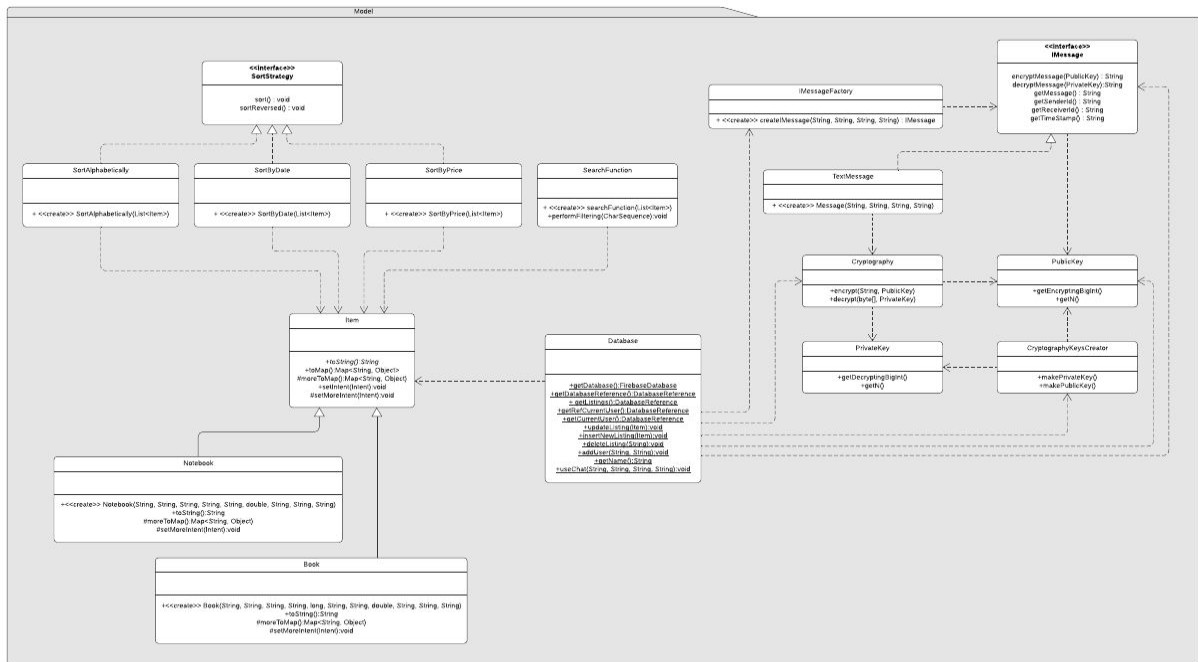 Model
<<interface>>
SortStrategy
sort() : void
sortReversed() : void
<<interface>>
IMessage
encryptMessage(PublicKey) : String
decryptMessage(PrivateKey):String
getMessage() : String
getSenderId() : String
getReceiverId() : String
getTimeStamp() : String
IMessageFactory
+ <<create>> createIMessage(String, String, String, String) : IMessage
SortAlphabetically
+ <<create>> SortAlphabetically(List<Item>)
SortByDate
+ <<create>> SortByDate(List<Item>)
SortByPrice
+ <<create>> SortByPrice(List<Item>)
SearchFunction
+ <<create>> searchFunction(List<Item>)
+performFiltering(CharSequence):void
TextMessage
+ <<create>> Message(String, String, String, String)
Cryptography
+encrypt(String, PublicKey)
+decrypt(byte[], PrivateKey)
PublicKey
+getEncryptingBigInt()
+getN()
Item
+toString():String
+toMap():Map<String, Object>
#moreToMap():Map<String, Object)
+setIntent(Intent):void
#setMoreIntent(Intent):void
Database
+getDatabase():FirebaseDatabase
+getDatabaseReference():DatabaseReference
+ getListings():DatabaseReference
+getRefCurrentUser():DatabaseReference
+getCurrentUser():DatabaseReference
+updateListing(Item):void
+insertNewListing(Item):void
+deleteListing(String):void
+addUser(String, String):void
+getName():String
+useChat(String, String, String, String):void
PrivateKey
+getDecryptingBigInt()
+getN()
CryptographyKeysCreator
+makePrivateKey()
+makePublicKey()
Notebook
+<<create>> Notebook(String, String, String, String, String, double, String, String, String)
+toString():String
#moreToMap():Map<String, Object)
#setMoreIntent(Intent):void
Book
+<<create>> Book(String, String, String, String, long, String, String, double, String, String, String)
+toString():String
#moreToMap():Map<String, Object)
#setMoreIntent(Intent):void